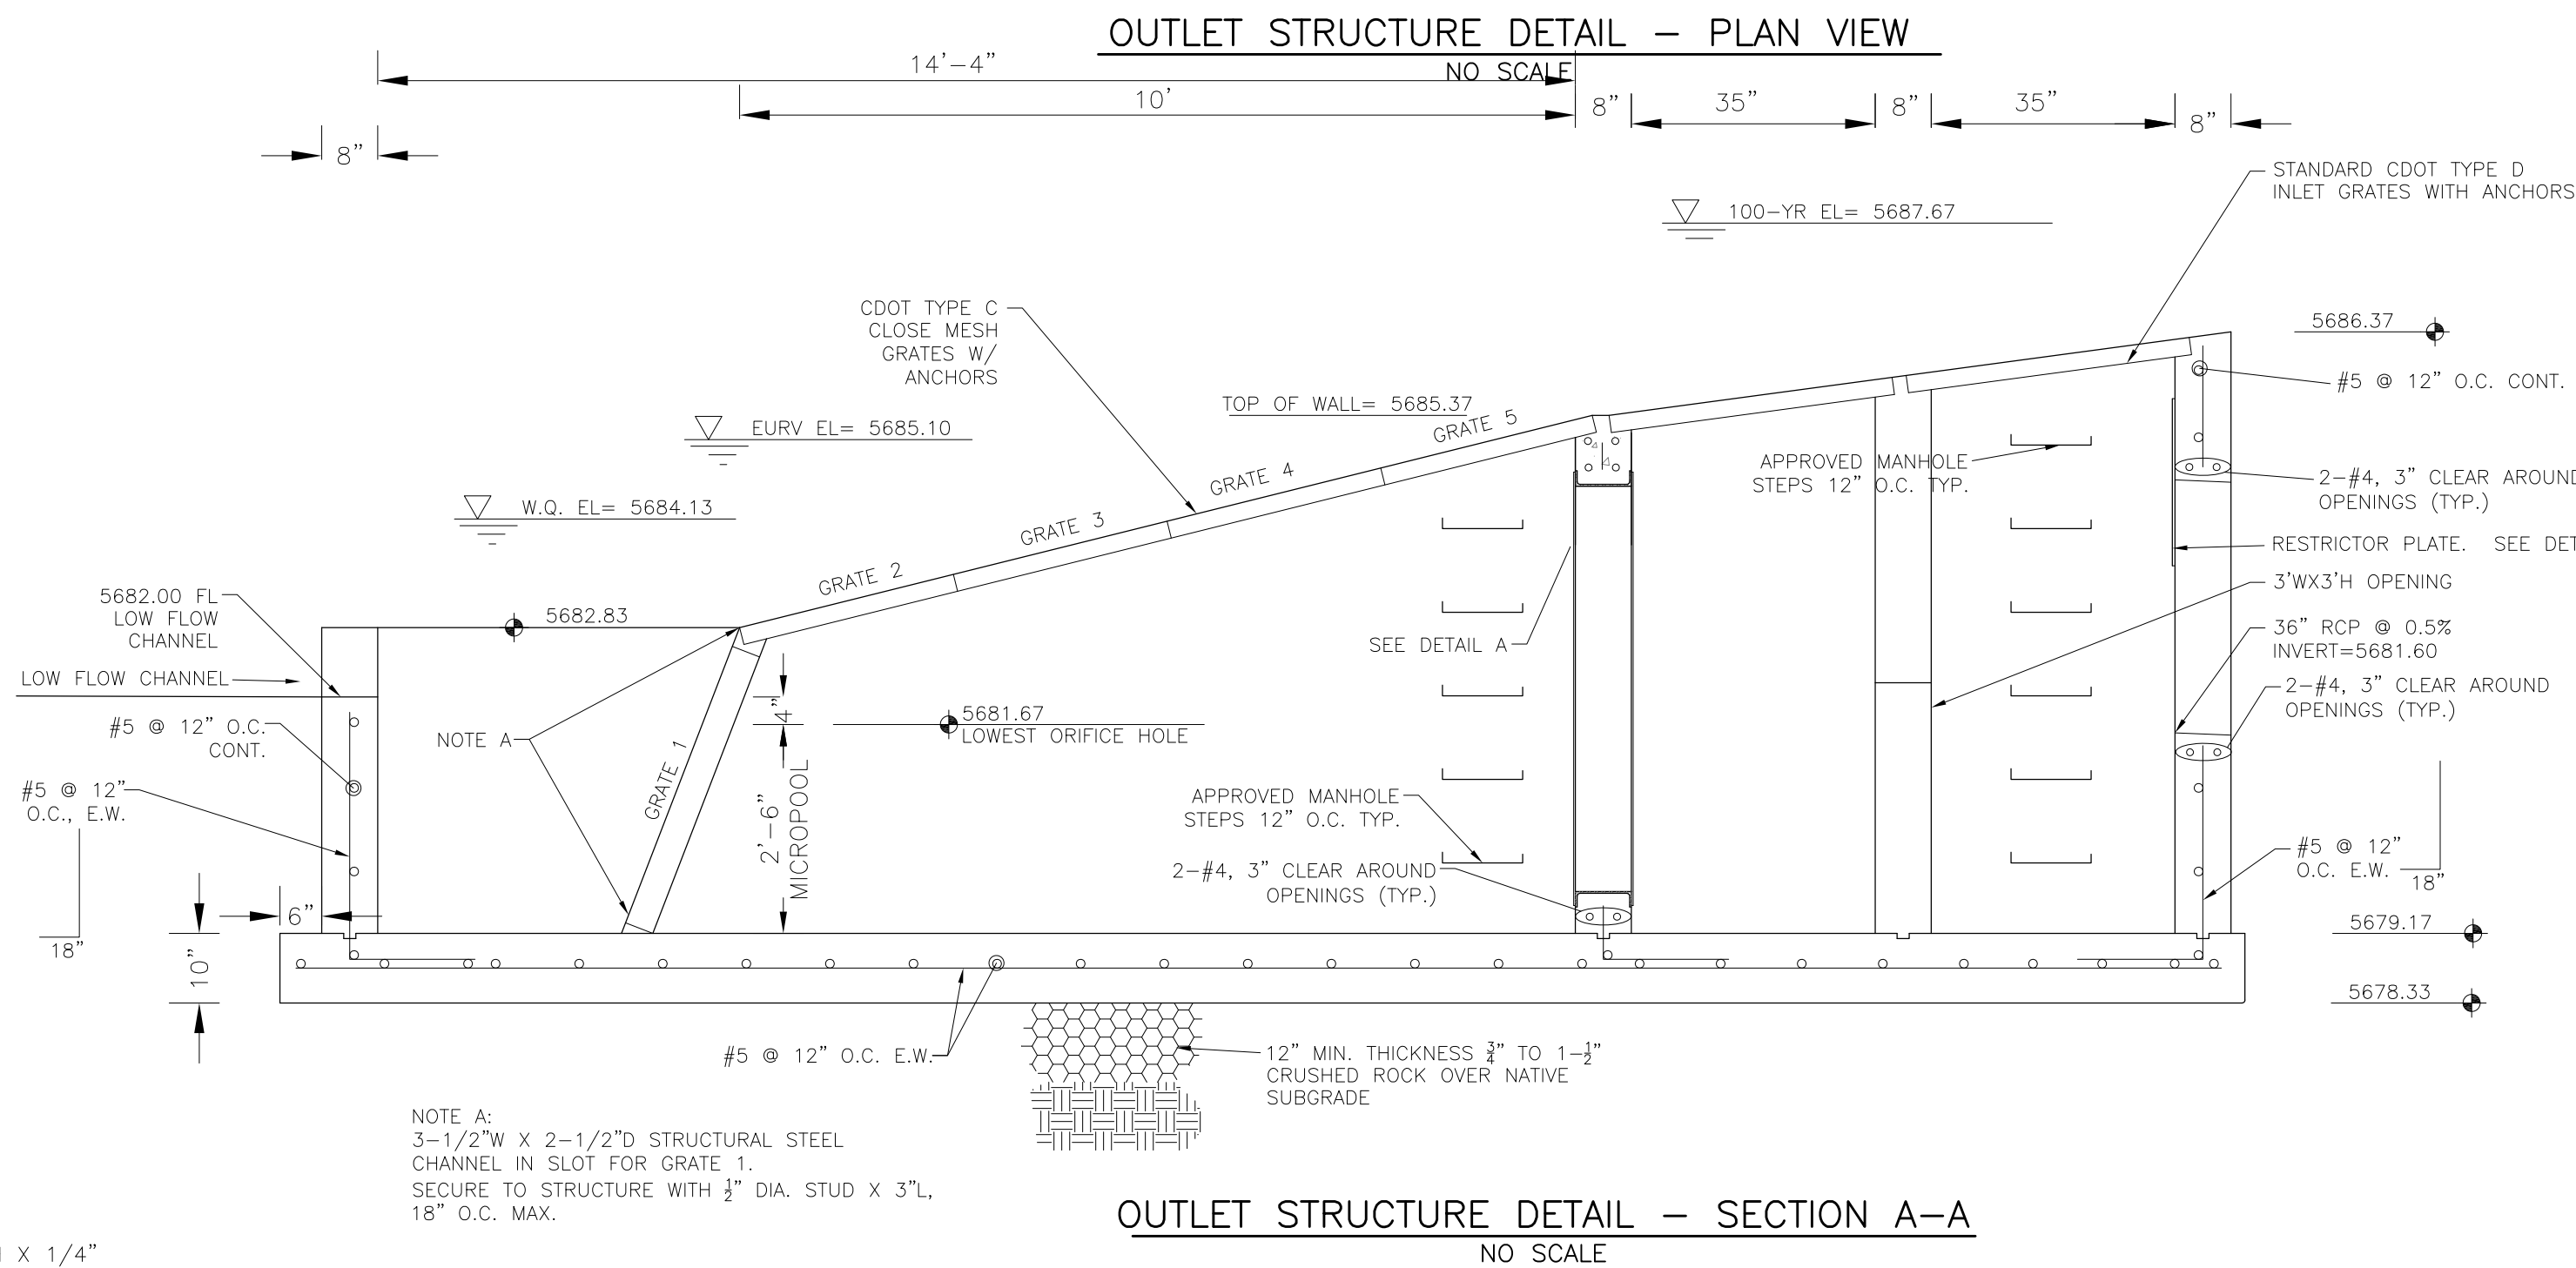 OUTLET STRUCTURE DETAIL – PLAN VIEW
NO SCALE
14'–4"
10'
8"
8"
35"
8"
35"
8"
STANDARD CDOT TYPE D
INLET GRATES WITH ANCHORS
100–YR EL= 5687.67
CDOT TYPE C
CLOSE MESH
GRATES W/
ANCHORS
5686.37
#5 @ 12" O.C. CONT.
TOP OF WALL= 5685.37
EURV EL= 5685.10
GRATE 5
GRATE 4
GRATE 3
GRATE 2
GRATE 1
APPROVED MANHOLE
STEPS 12" O.C. TYP.
2–#4, 3" CLEAR AROUND
OPENINGS (TYP.)
W.Q. EL= 5684.13
RESTRICTOR PLATE. SEE DET
3'WX3'H OPENING
5682.00 FL
LOW FLOW
CHANNEL
5682.83
SEE DETAIL A
36" RCP @ 0.5%
INVERT=5681.60
LOW FLOW CHANNEL
2–#4, 3" CLEAR AROUND
OPENINGS (TYP.)
4"
5681.67
LOWEST ORIFICE HOLE
#5 @ 12" O.C.
CONT.
NOTE A
#5 @ 12"
O.C., E.W.
2'–6"
MICROPOOL
APPROVED MANHOLE
STEPS 12" O.C. TYP.
2–#4, 3" CLEAR AROUND
OPENINGS (TYP.)
#5 @ 12"
O.C. E.W.
18"
6"
18"
10"
5679.17
5678.33
#5 @ 12" O.C. E.W.
12" MIN. THICKNESS 3/4" TO 1–1/2"
CRUSHED ROCK OVER NATIVE
SUBGRADE
NOTE A:
3–1/2"W X 2–1/2"D STRUCTURAL STEEL
CHANNEL IN SLOT FOR GRATE 1.
SECURE TO STRUCTURE WITH 1/2" DIA. STUD X 3"L,
18" O.C. MAX.
OUTLET STRUCTURE DETAIL – SECTION A–A
NO SCALE
X 1/4"